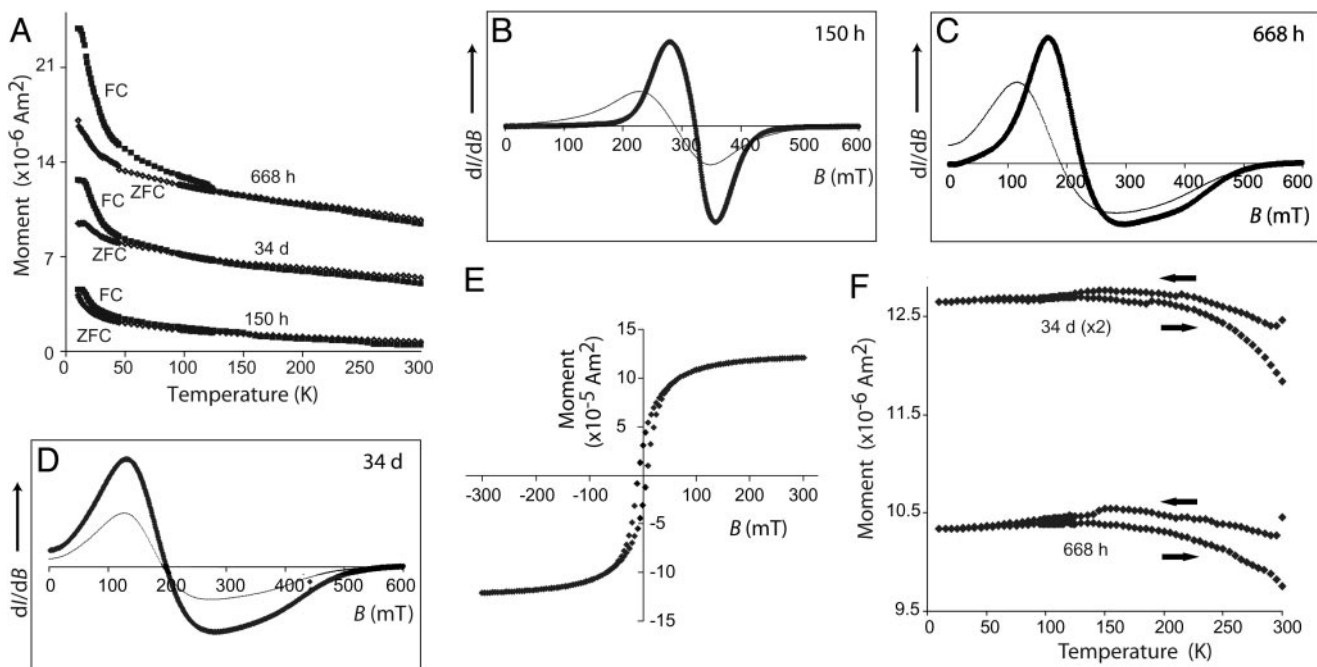 A
Moment (x10-6 Am2)
21
14
7
0
FC
ZFC
668 h
FC
ZFC
34 d
FC
ZFC
150 h
0 50 100 150 200 250 300
Temperature (K)
B
150 h
dI/dB
0 100 200 300 400 500 600
B (mT)
C
668 h
dI/dB
0 100 200 300 400 500 600
B (mT)
D
34 d
dI/dB
0 100 200 300 400 500 600
B (mT)
E
Moment
(x10-5 Am2)
15
10
5
-300 -200 -100 100 200 300
B (mT)
-5
-10
-15
F
Moment (x10-6 Am2)
12.5
11.5
10.5
9.5
34 d (x2)
668 h
0 50 100 150 200 250 300
Temperature (K)